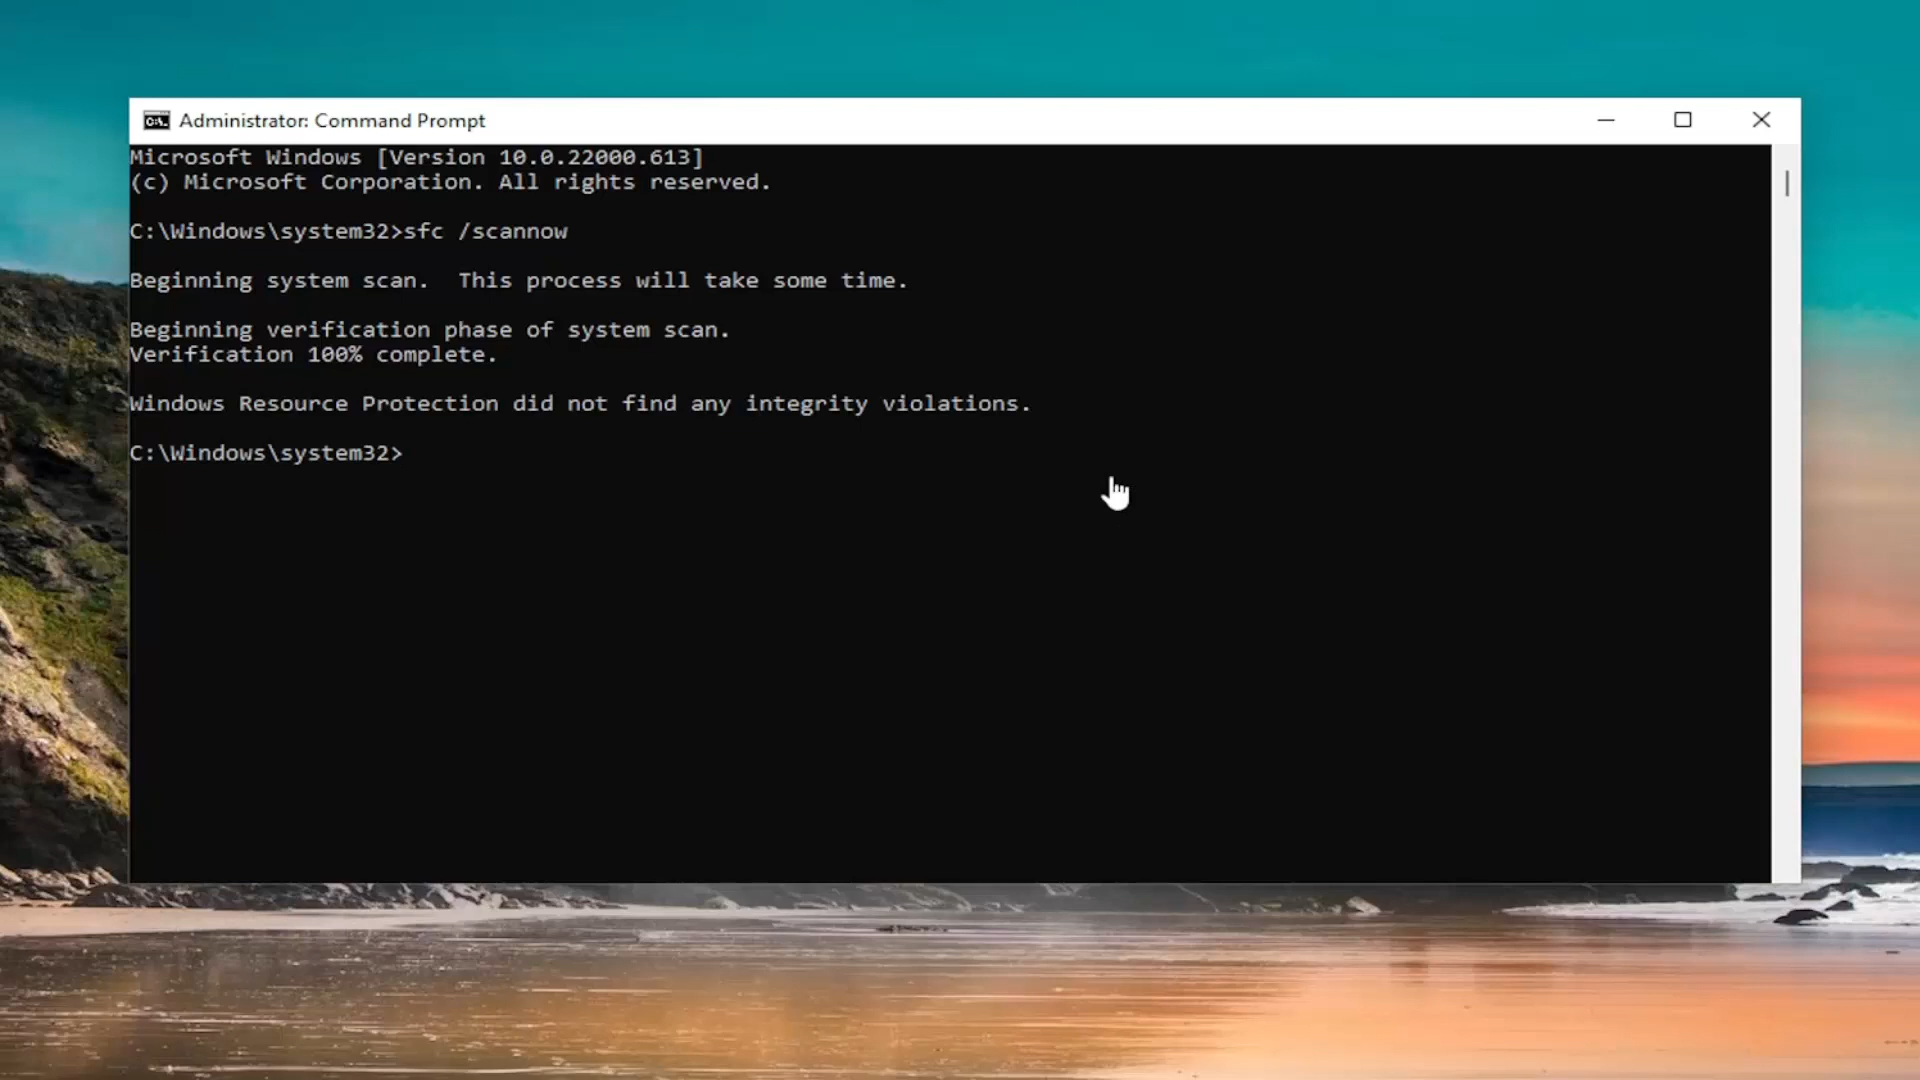 Administrator: Command Prompt
Microsoft Windows [Version 10.0.22000.613]
(c) Microsoft Corporation. All rights reserved.
C:\Windows\system32>sfc /scannow
Beginning system scan.  This process will take some time.
Beginning verification phase of system scan.
Verification 100% complete.
Windows Resource Protection did not find any integrity violations.
C:\Windows\system32>